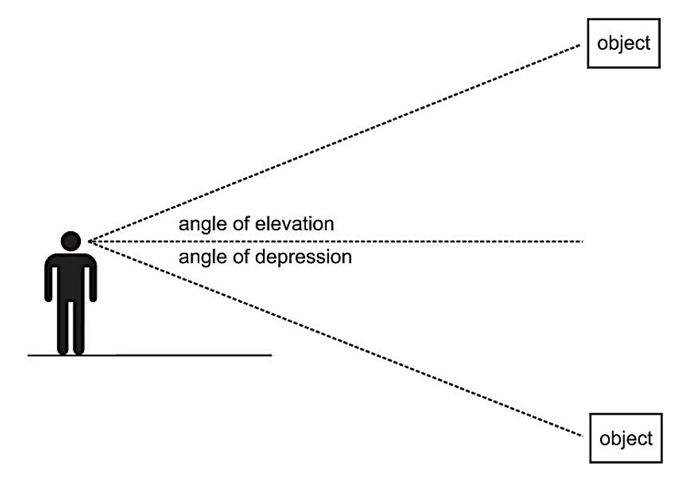 object
angle of elevation
angle of depression
object